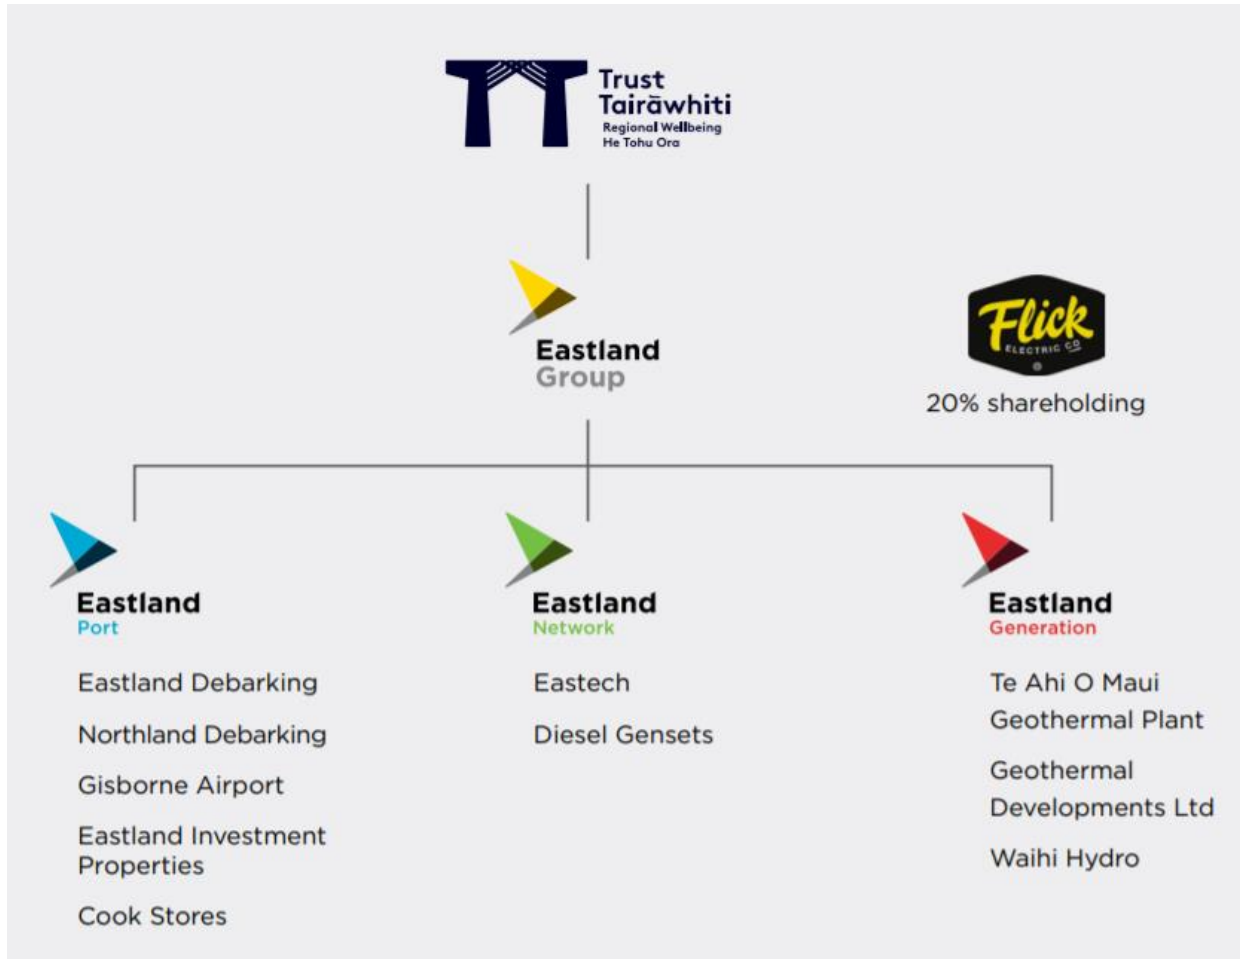 Trust
Tairāwhiti
Regional Wellbeing
He Tohu Ora
Eastland
Group
Flick
ELECTRIC CO
20% shareholding
Eastland
Port
Eastland Debarking
Northland Debarking
Gisborne Airport
Eastland Investment
Properties
Cook Stores
Eastland
Network
Eastech
Diesel Gensets
Eastland
Generation
Te Ahi O Maui
Geothermal Plant
Geothermal
Developments Ltd
Waihi Hydro